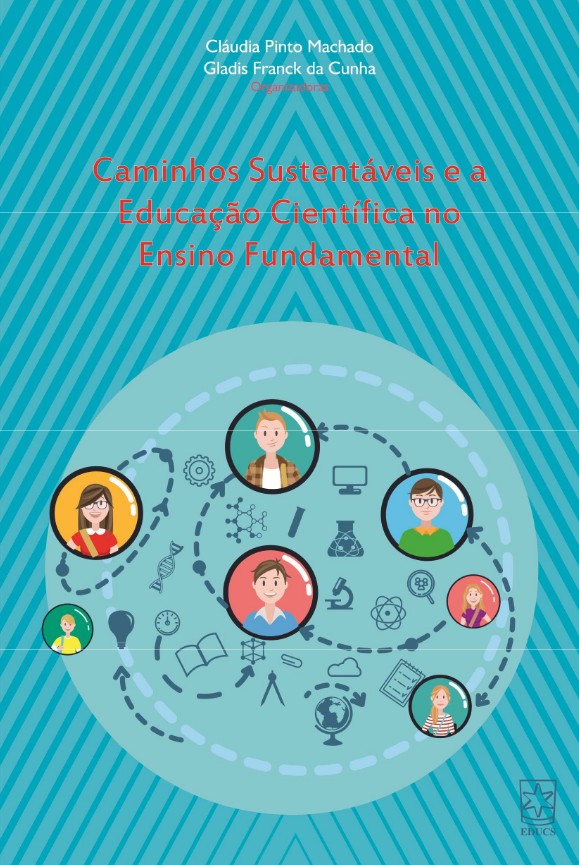 Cláudia Pinto Machado
Gladis Franck da Cunha
Organizadoras
Caminhos Sustentáveis e a
Educação Científica no
Ensino Fundamental
EDUCS